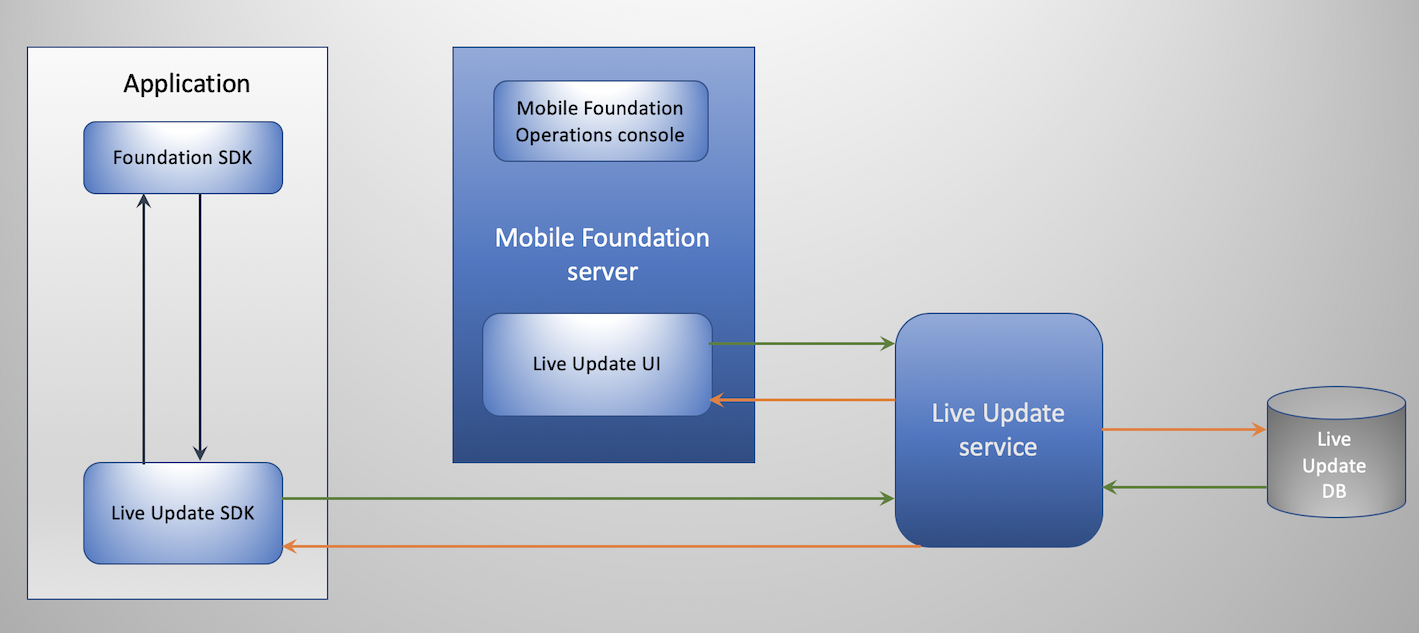 Application
Foundation SDK
Live Update SDK
Mobile Foundation
Operations console
Mobile Foundation
server
Live Update UI
Live Update
service
Live
Update
DB